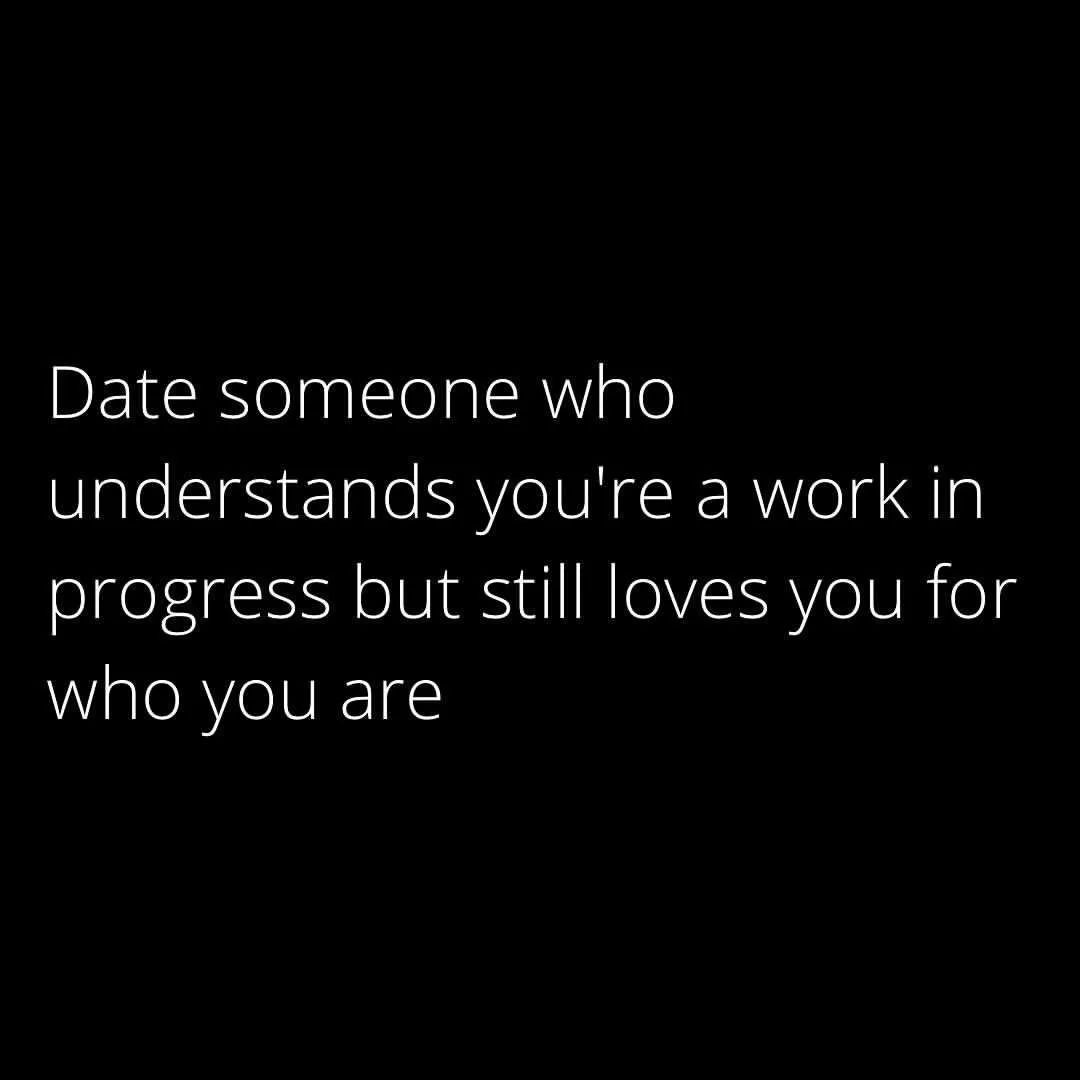 Date someone who
understands you're a work in
progress but still loves you for
who you are